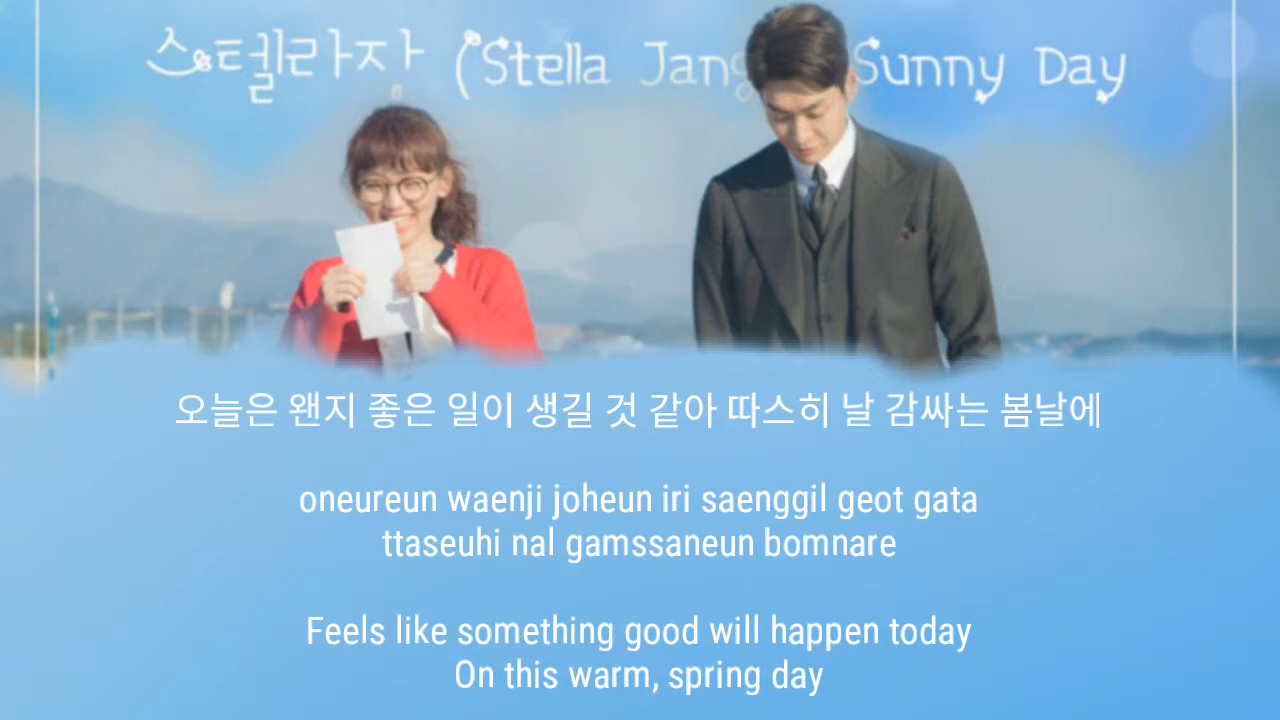 스텔라장 (Stella Jang Sunny Day
오늘은 왠지 좋은 일이 생길 것 같아 따스히 날 감싸는 봄날에
oneureun waenji joheun iri saenggil geot gata
ttaseuhi nal gamssaneun bomnare
Feels like something good will happen today
On this warm, spring day